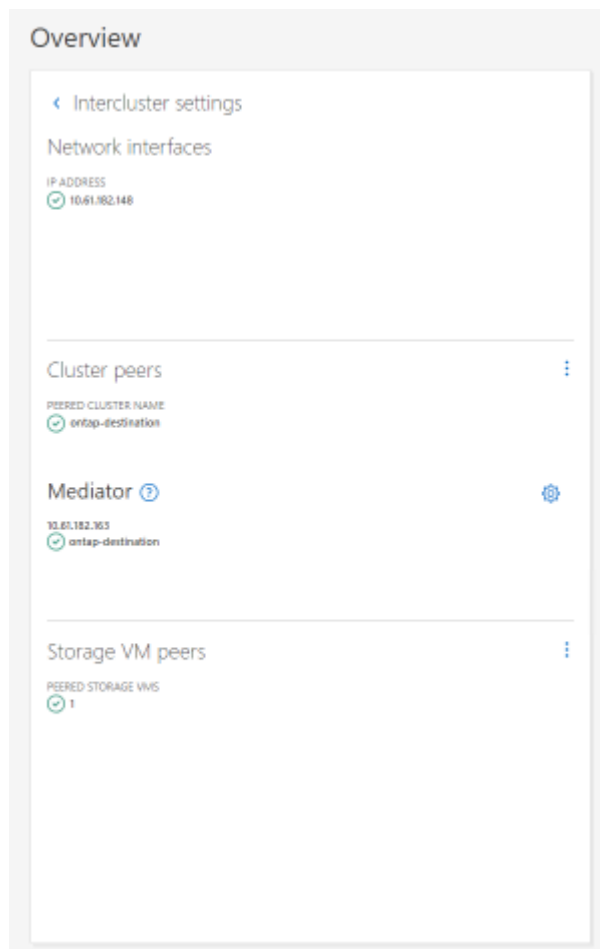 Overview
Intercluster settings
Network interfaces
IP ADDRESS
10.61.182.148
Cluster peers
PEERED CLUSTER NAME
ontap-destination
Mediator ?
10.61.182.163
ontap-destination
Storage VM peers
PEERED STORAGE VMS
1